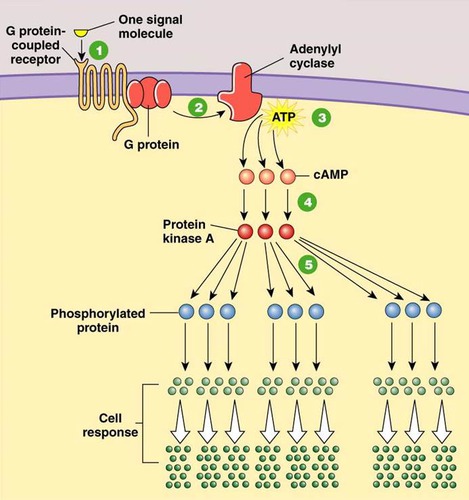 One signal
molecule
G protein-
coupled
receptor
1
Adenylyl
cyclase
2
ATP
3
G protein
cAMP
4
Protein
kinase A
5
Phosphorylated
protein
Cell
response